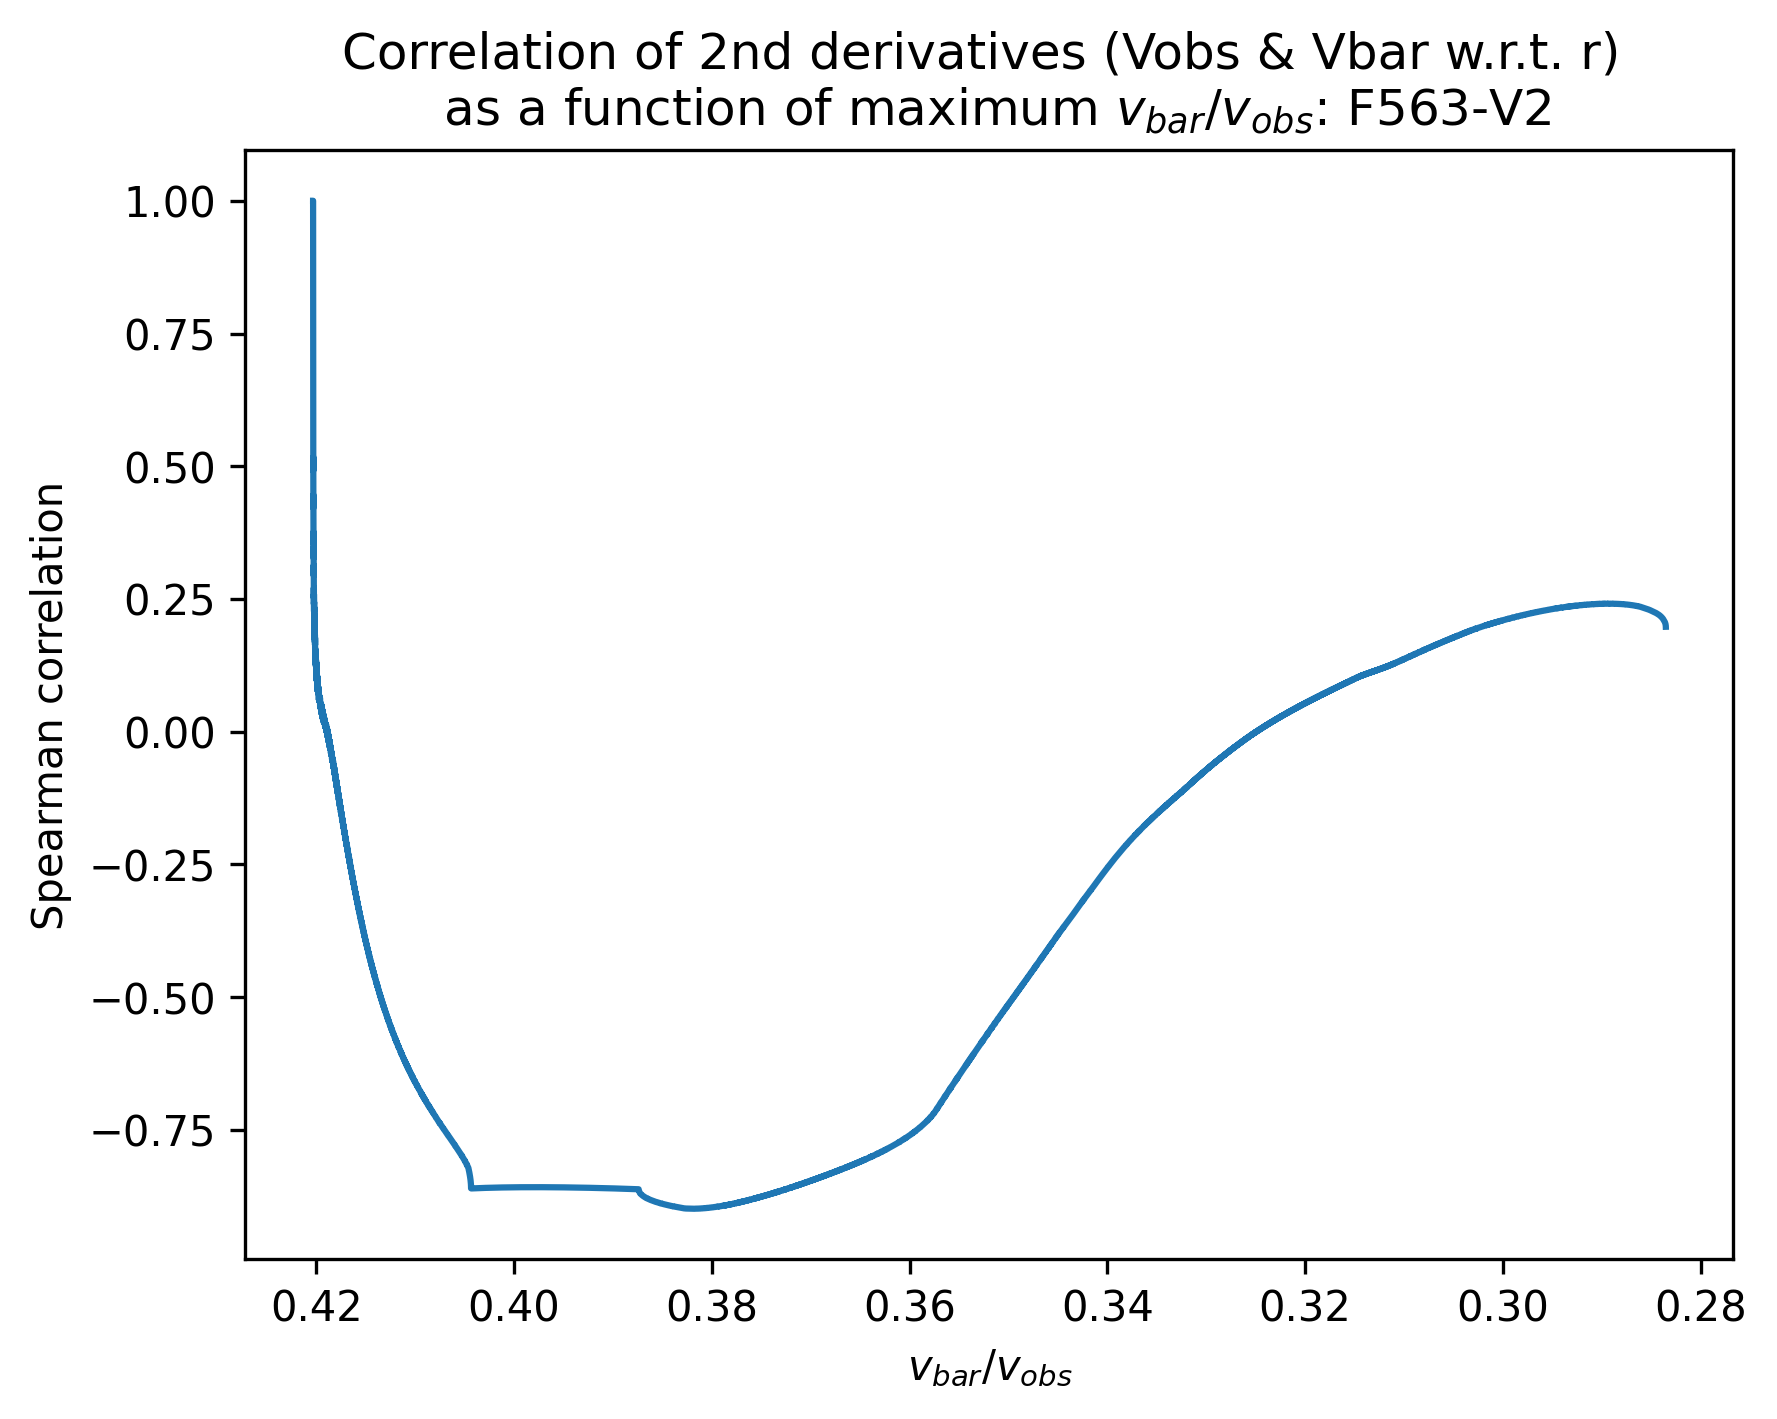 Correlation of 2nd derivatives (Vobs & Vbar w.r.t. r)
as a function of maximum v_bar/v_obs: F563-V2
Spearman correlation
1.00
0.75
0.50
0.25
0.00
−0.25
−0.50
−0.75
0.42 0.40 0.38 0.36 0.34 0.32 0.30 0.28
v_bar/v_obs